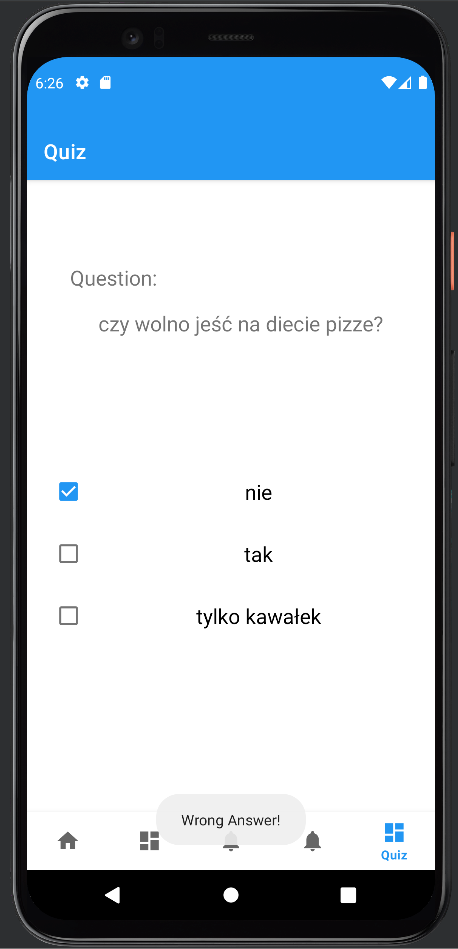 6:26
Quiz
Question:
czy wolno jeść na diecie pizze?
nie
tak
tylko kawałek
Wrong Answer!
Quiz